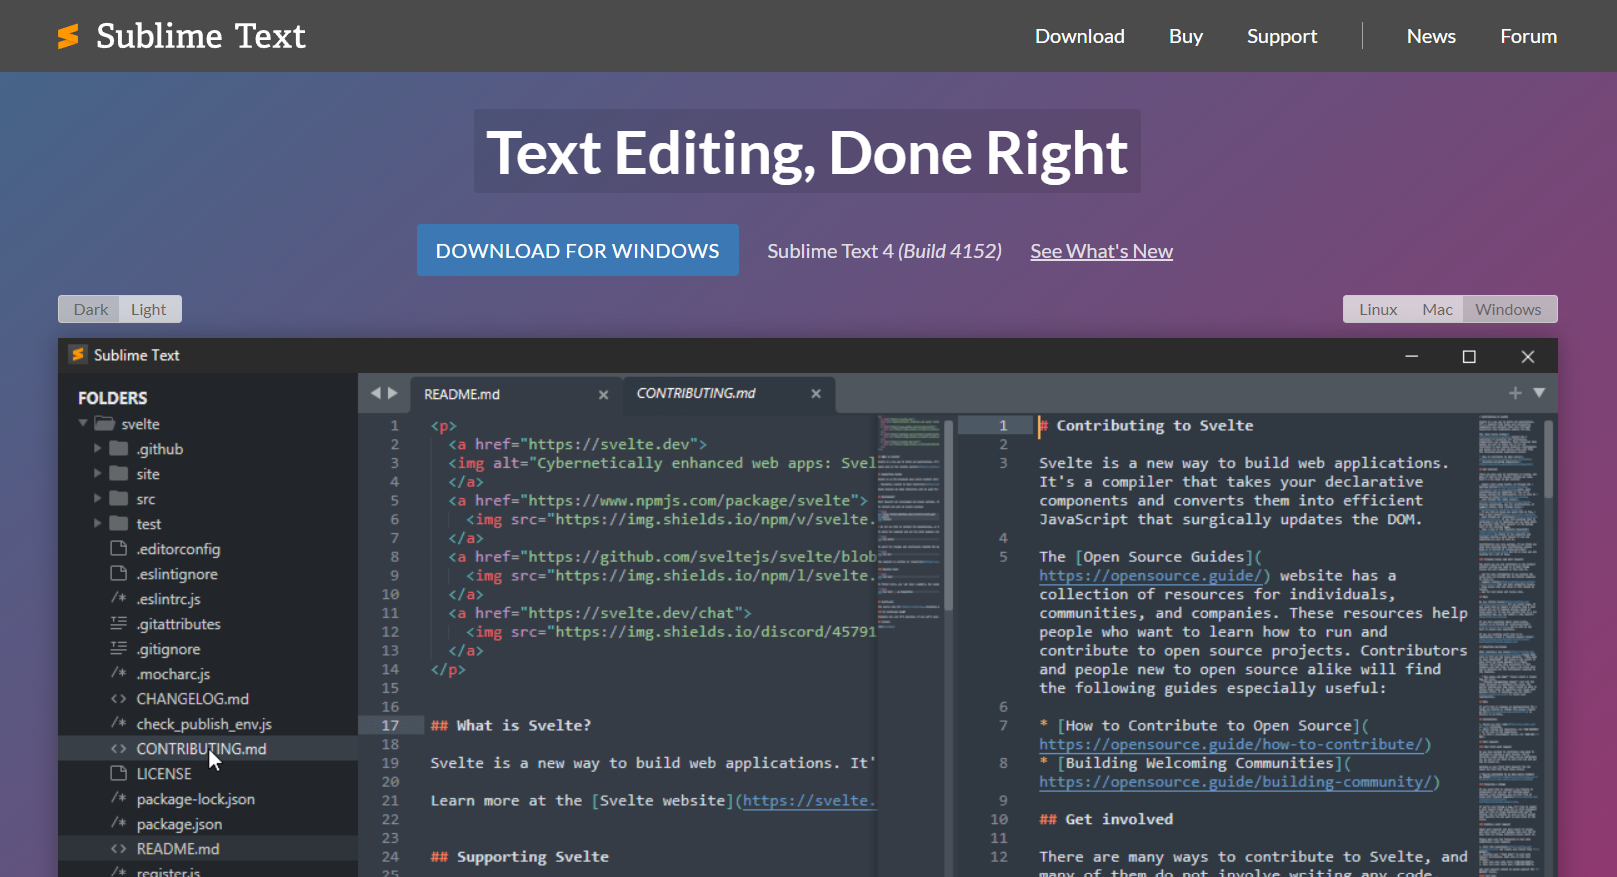 Sublime Text
Download Buy Support News Forum
Text Editing, Done Right
DOWNLOAD FOR WINDOWS Sublime Text 4 (Build 4152) See What's New
Dark Light
Linux Mac Windows
Sublime Text
FOLDERS
svelte
.github
site
src
test
.editorconfig
.eslintignore
/* .eslintrc.js
.gitattributes
.gitignore
/* .mocharc.js
<> CHANGELOG.md
/* check_publish_env.js
<> CONTRIBUTING.md
LICENSE
/* package-lock.json
/* package.json
<> README.md
/* register.js
README.md
CONTRIBUTING.md
1 <p>
2 <a href="https://svelte.dev">
3 <img alt="Cybernetically enhanced web apps: Svel
4 </a>
5 <a href="https://www.npmjs.com/package/svelte">
6 <img src="https://img.shields.io/npm/v/svelte.
7 </a>
8 <a href="https://github.com/sveltejs/svelte/blob
9 <img src="https://img.shields.io/npm/l/svelte.
10 </a>
11 <a href="https://svelte.dev/chat">
12 <img src="https://img.shields.io/discord/45791
13 </a>
14 </p>
15
16
17 ## What is Svelte?
18
19 Svelte is a new way to build web applications. It'
20
21 Learn more at the [Svelte website](https://svelte.
22
23
24 ## Supporting Svelte
25
1 # Contributing to Svelte
2
3 Svelte is a new way to build web applications.
It's a compiler that takes your declarative
components and converts them into efficient
JavaScript that surgically updates the DOM.
4
5 The [Open Source Guides](
https://opensource.guide/) website has a
collection of resources for individuals,
communities, and companies. These resources help
people who want to learn how to run and
contribute to open source projects. Contributors
and people new to open source alike will find
the following guides especially useful:
6
7 * [How to Contribute to Open Source](
https://opensource.guide/how-to-contribute/)
8 * [Building Welcoming Communities](
https://opensource.guide/building-community/)
9
10 ## Get involved
11
12 There are many ways to contribute to Svelte, and
many of them do not involve writing any code.